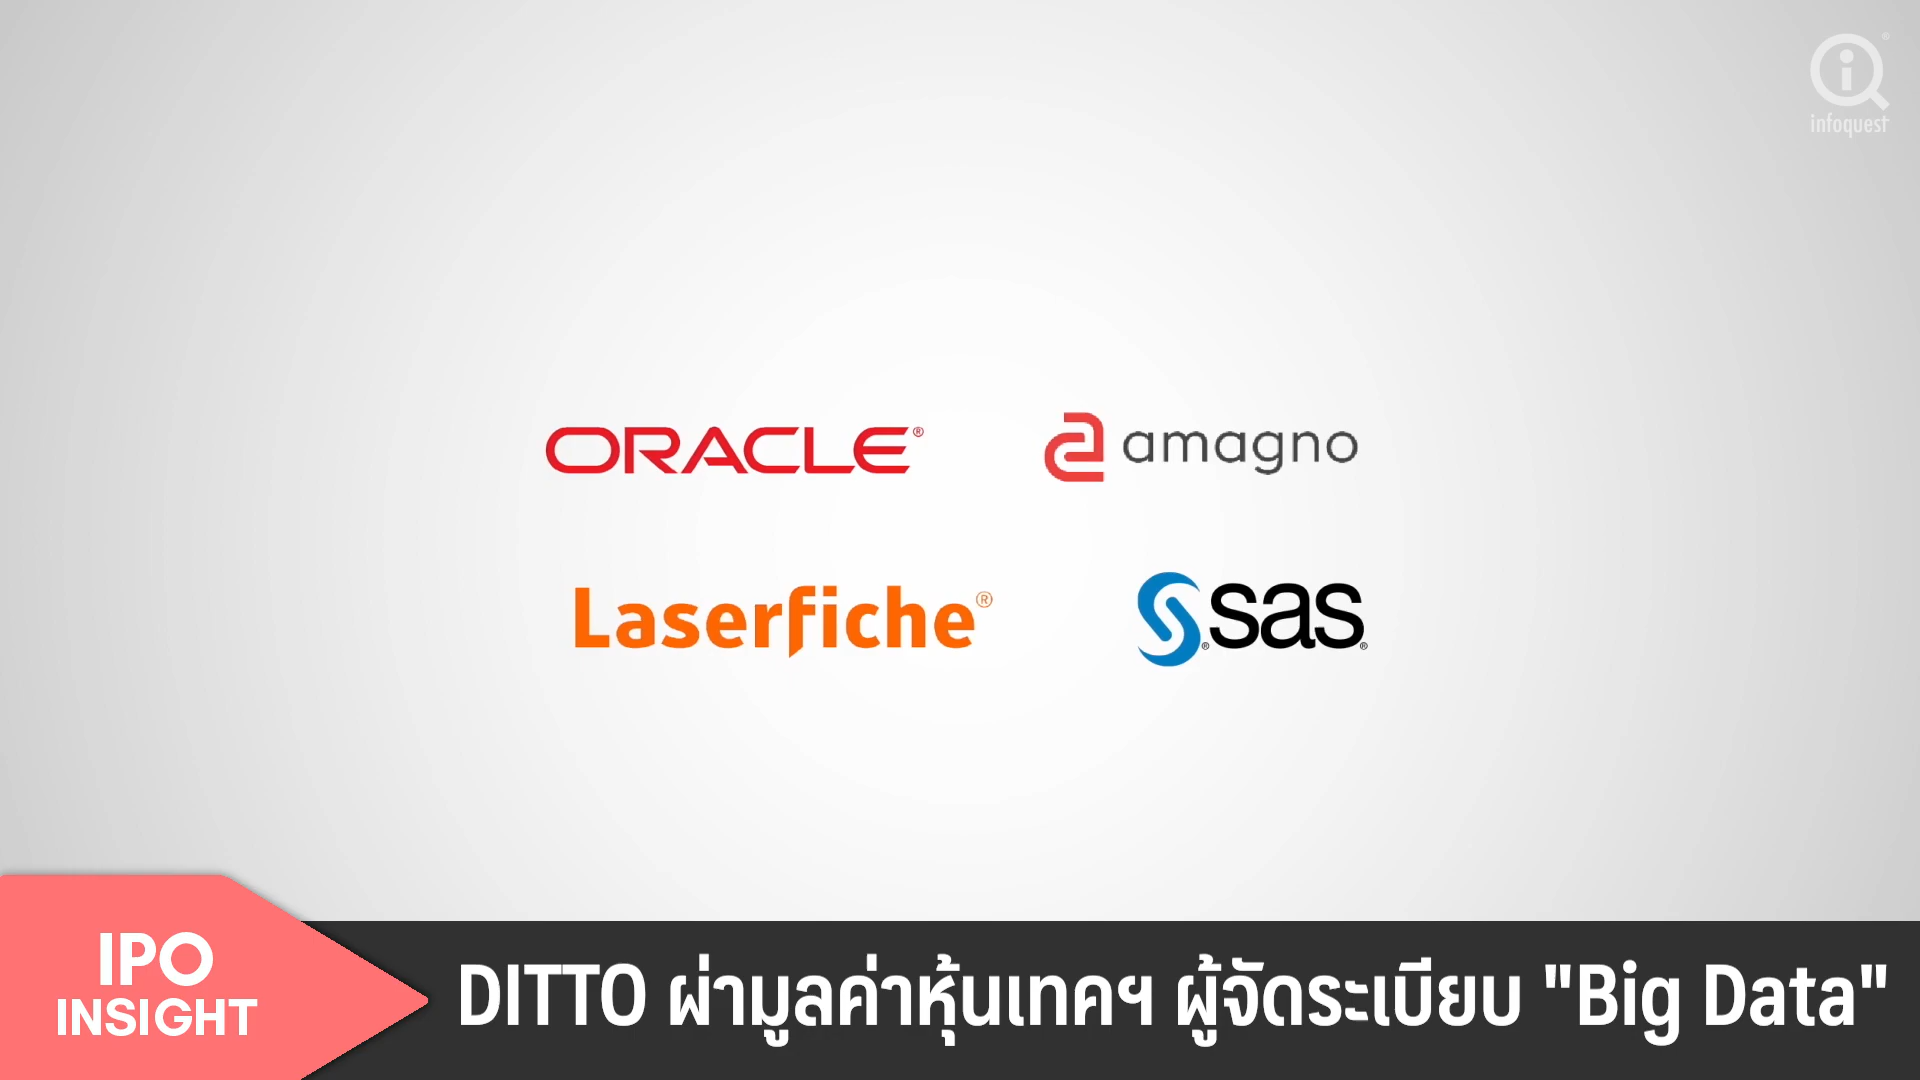 infoquest
ORACLE®
amagno
Laserfiche®
sas
IPO
INSIGHT
DITTO ผ่ามูลค่าหุ้นเทคฯ ผู้จัดระเบียบ "Big Data"